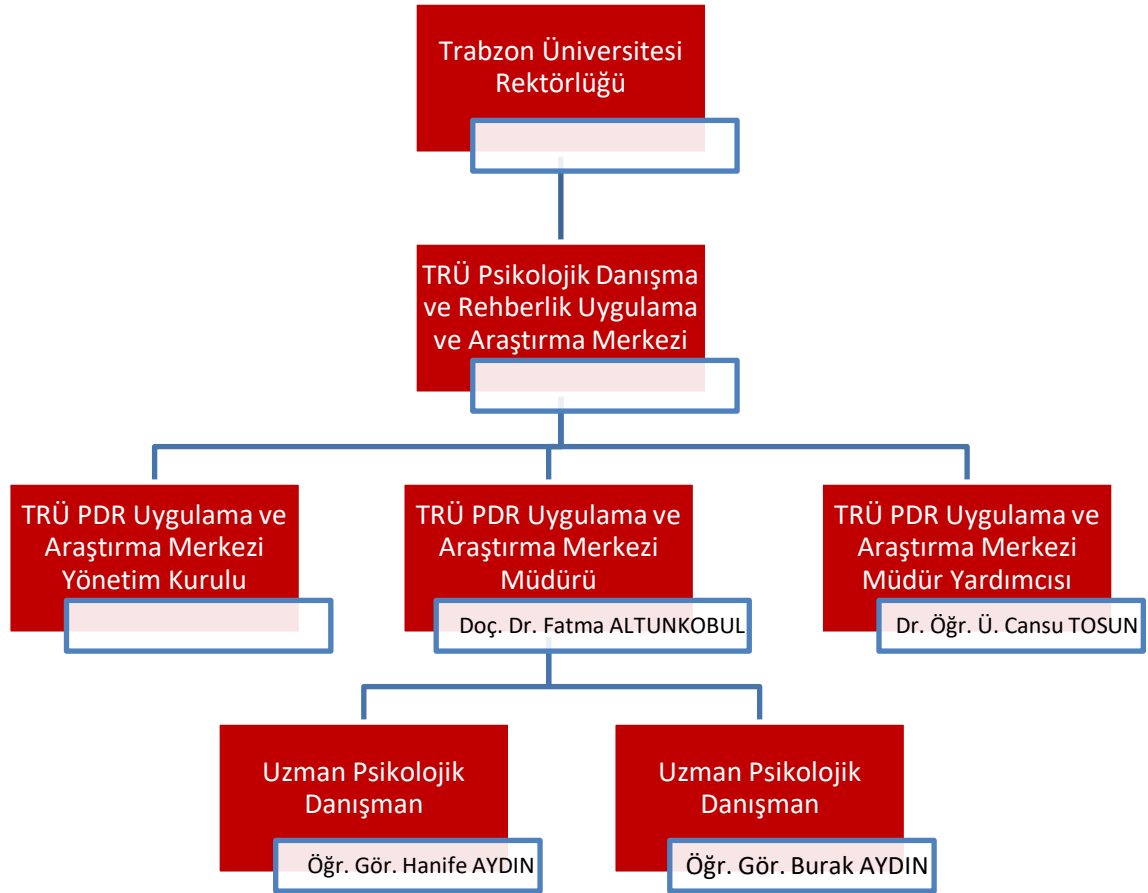 Trabzon Üniversitesi
Rektörlüğü
TRÜ Psikolojik Danışma
ve Rehberlik Uygulama
ve Araştırma Merkezi
TRÜ PDR Uygulama ve
Araştırma Merkezi
Yönetim Kurulu
TRÜ PDR Uygulama ve
Araştırma Merkezi
Müdürü
Doç. Dr. Fatma ALTUNKOBUL
TRÜ PDR Uygulama ve
Araştırma Merkezi
Müdür Yardımcısı
Dr. Öğr. Ü. Cansu TOSUN
Uzman Psikolojik
Danışman
Öğr. Gör. Hanife AYDIN
Uzman Psikolojik
Danışman
Öğr. Gör. Burak AYDIN